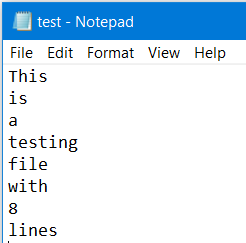 test - Notepad
File Edit Format View Help
This
is
a
testing
file
with
8
lines